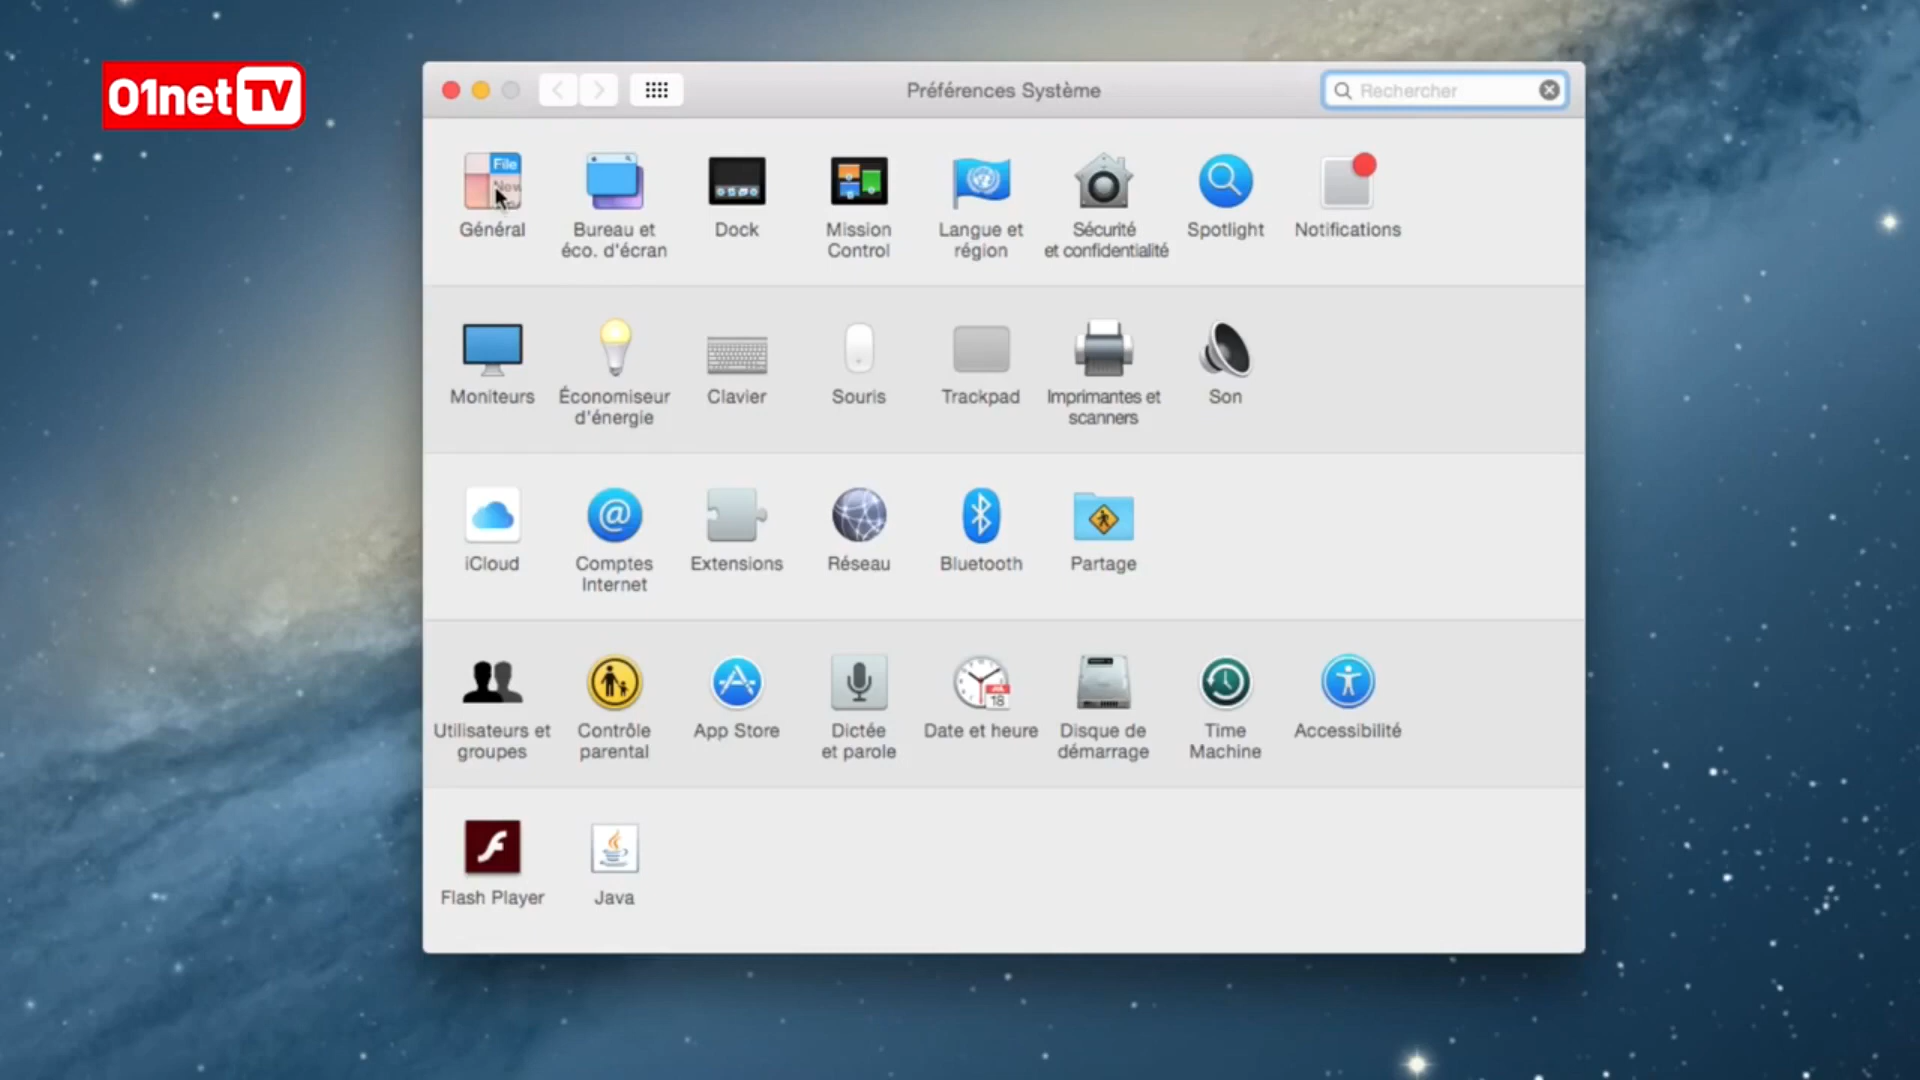 01net TV
Préférences Système
Rechercher
File
New
Général
Bureau et
éco. d'écran
Dock
Mission
Control
Langue et
région
Sécurité
et confidentialité
Spotlight
Notifications
Moniteurs
Économiseur
d'énergie
Clavier
Souris
Trackpad
Imprimantes et
scanners
Son
iCloud
@
Comptes
Internet
Extensions
Réseau
Bluetooth
Partage
Utilisateurs et
groupes
Contrôle
parental
App Store
Dictée
et parole
18
Date et heure
Disque de
démarrage
Time
Machine
Accessibilité
Flash Player
Java